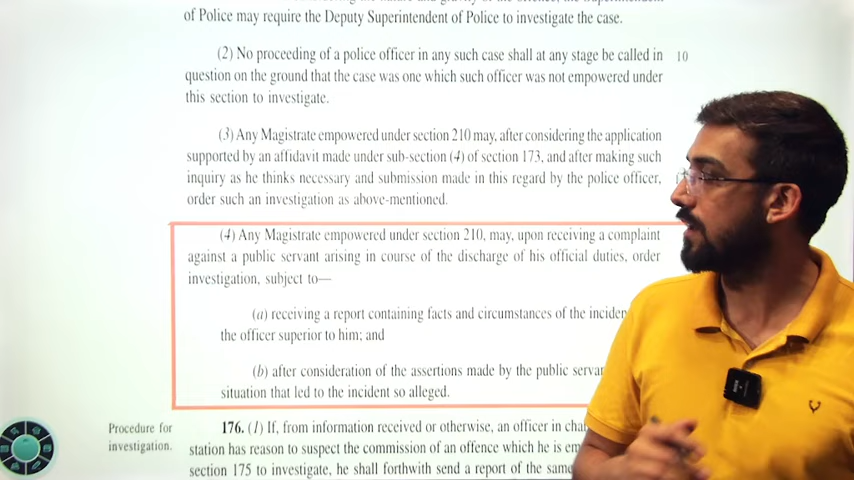 of Police may require the Deputy Superintendent of Police to investigate the case.
(2) No proceeding of a police officer in any such case shall at any stage be called in 10
question on the ground that the case was one which such officer was not empowered under
this section to investigate.
(3) Any Magistrate empowered under section 210 may, after considering the application
supported by an affidavit made under sub-section (4) of section 173, and after making such
inquiry as he thinks necessary and submission made in this regard by the police officer,
order such an investigation as above-mentioned.
(4) Any Magistrate empowered under section 210, may, upon receiving a complaint
against a public servant arising in course of the discharge of his official duties, order
investigation, subject to—
(a) receiving a report containing facts and circumstances of the
the officer superior to him; and
(b) after consideration of the assertions made by the public
situation that led to the incident so alleged.
Procedure for
investigation.
176. (1) If, from information received or otherwise, an officer in
station has reason to suspect the commission of an offence which he is
section 175 to investigate, he shall forthwith send a report of the same